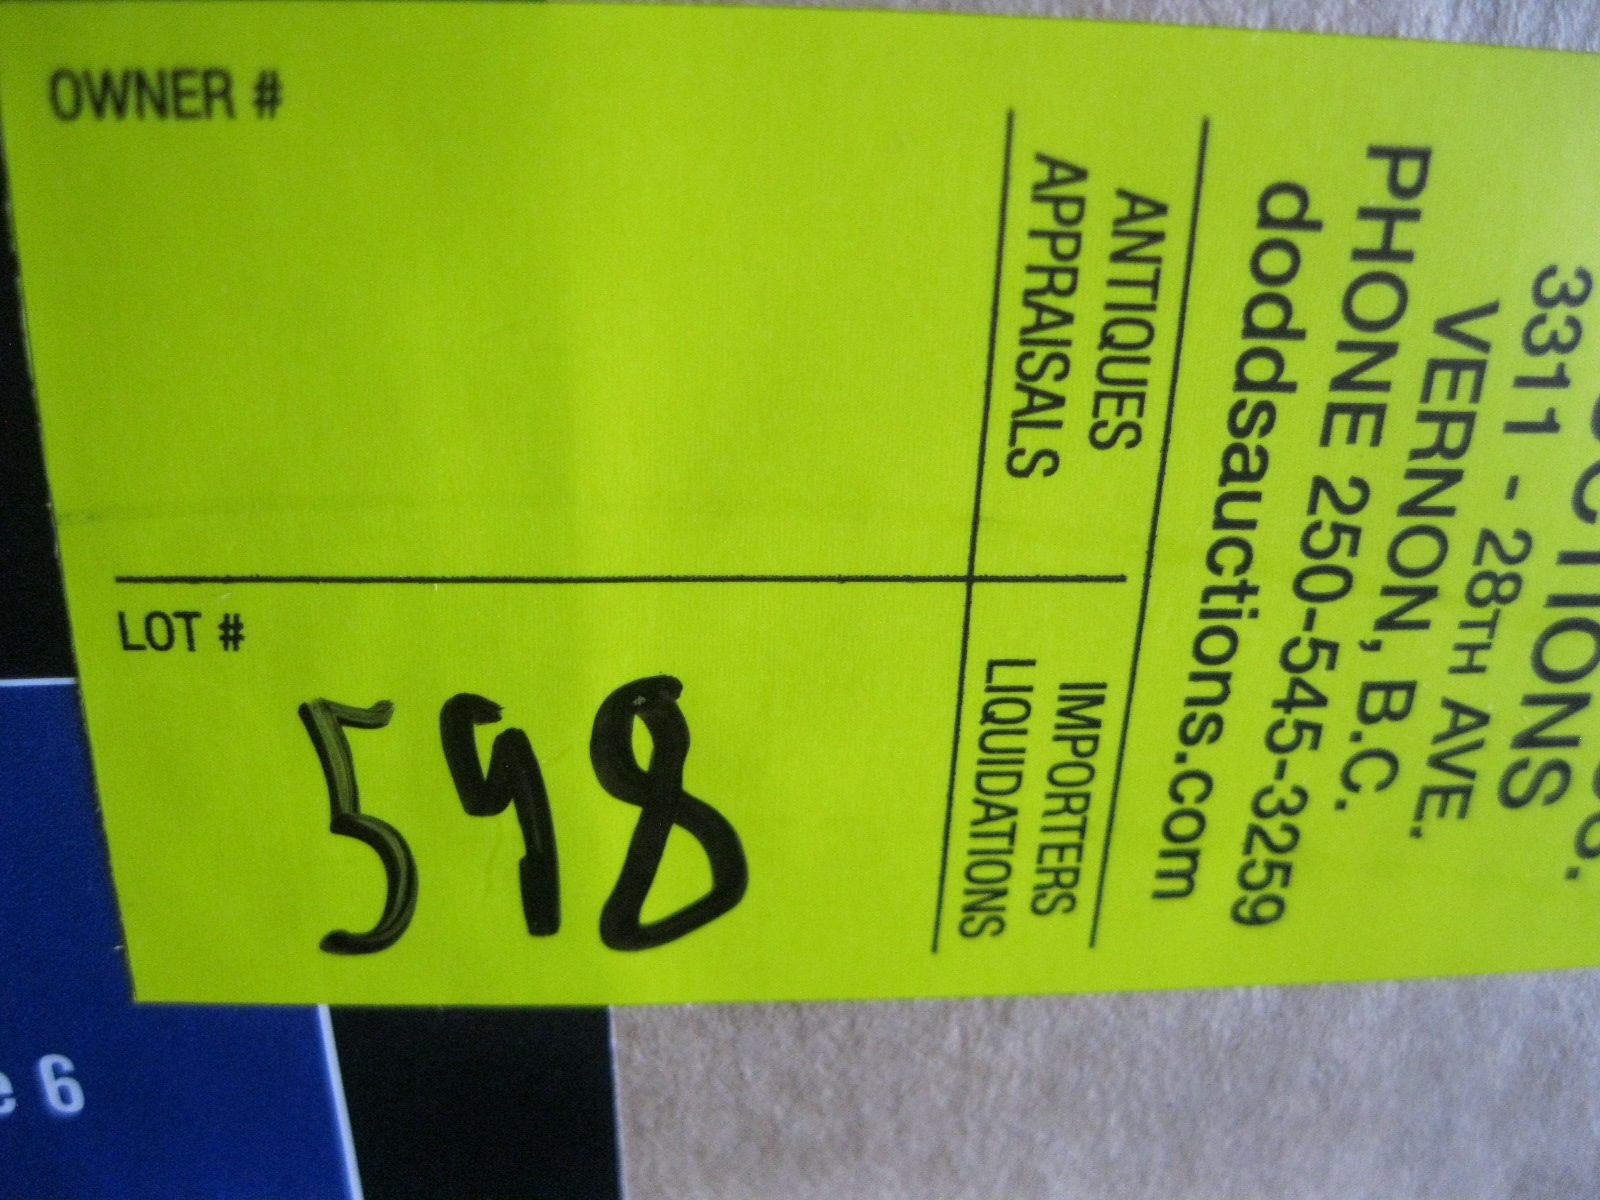 OWNER #
LOT #
598
ANTIQUES
APPRAISALS
IMPORTERS
LIQUIDATIONS
3311 - 28TH AVE.
VERNON, B.C.
PHONE 250-545-3259
doddsauctions.com
6